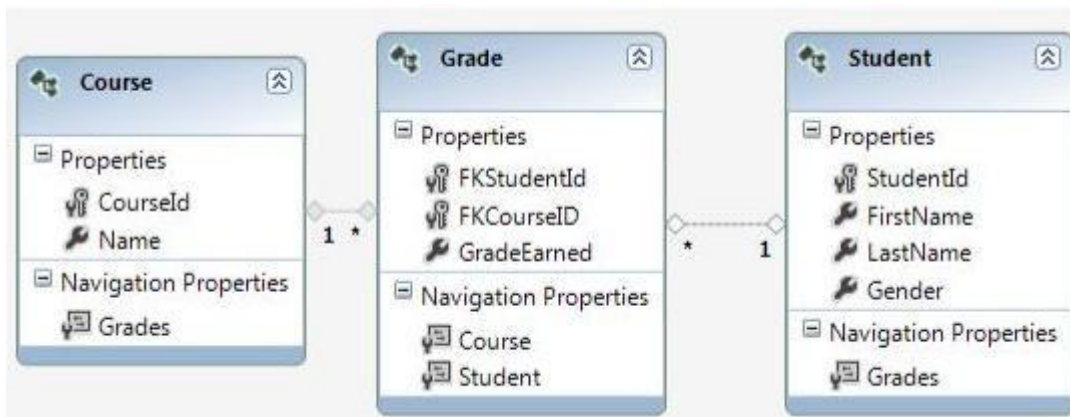 Course
Properties
CourseId
Name
Navigation Properties
Grades
1 *
Grade
Properties
FKStudentId
FKCourseID
GradeEarned
Navigation Properties
Course
Student
* 1
Student
Properties
StudentId
FirstName
LastName
Gender
Navigation Properties
Grades